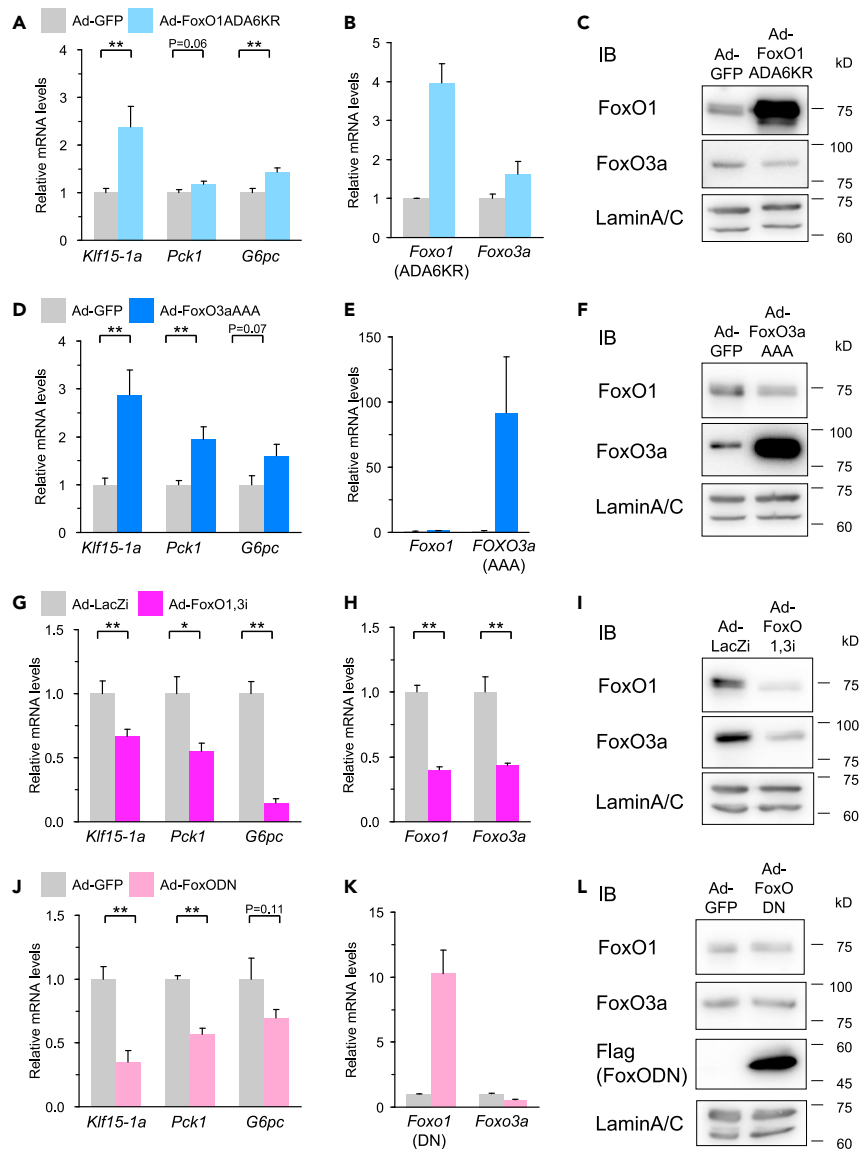 A
Ad-GFP
Ad-FoxO1ADA6KR
Relative mRNA levels
4
3
2
1
0
**
P=0.06
**
Klf15-1a
Pck1
G6pc
B
Relative mRNA levels
5
4
3
2
1
0
Foxo1
(ADA6KR)
Foxo3a
C
IB
Ad-
GFP
Ad-
FoxO1
ADA6KR
kD
FoxO1
75
FoxO3a
100
75
LaminA/C
75
60
D
Ad-GFP
Ad-FoxO3aAAA
Relative mRNA levels
4
3
2
1
0
**
**
P=0.07
Klf15-1a
Pck1
G6pc
E
Relative mRNA levels
150
100
50
0
Foxo1
FOXO3a
(AAA)
F
IB
Ad-
GFP
Ad-
FoxO3a
AAA
kD
FoxO1
75
FoxO3a
100
75
LaminA/C
75
60
G
Ad-LacZi
Ad-FoxO1,3i
Relative mRNA levels
1.5
1.0
0.5
0.0
**
*
**
Klf15-1a
Pck1
G6pc
H
Relative mRNA levels
1.5
1.0
0.5
0.0
**
**
Foxo1
Foxo3a
I
IB
Ad-
LacZi
Ad-
FoxO
1,3i
kD
FoxO1
75
FoxO3a
100
75
LaminA/C
75
60
J
Ad-GFP
Ad-FoxODN
Relative mRNA levels
1.5
1.0
0.5
0.0
**
**
P=0.11
Klf15-1a
Pck1
G6pc
K
Relative mRNA levels
15
10
5
0
Foxo1
(DN)
Foxo3a
L
IB
Ad-
GFP
Ad-
FoxO
DN
kD
FoxO1
75
FoxO3a
100
75
Flag
(FoxODN)
60
45
LaminA/C
75
60